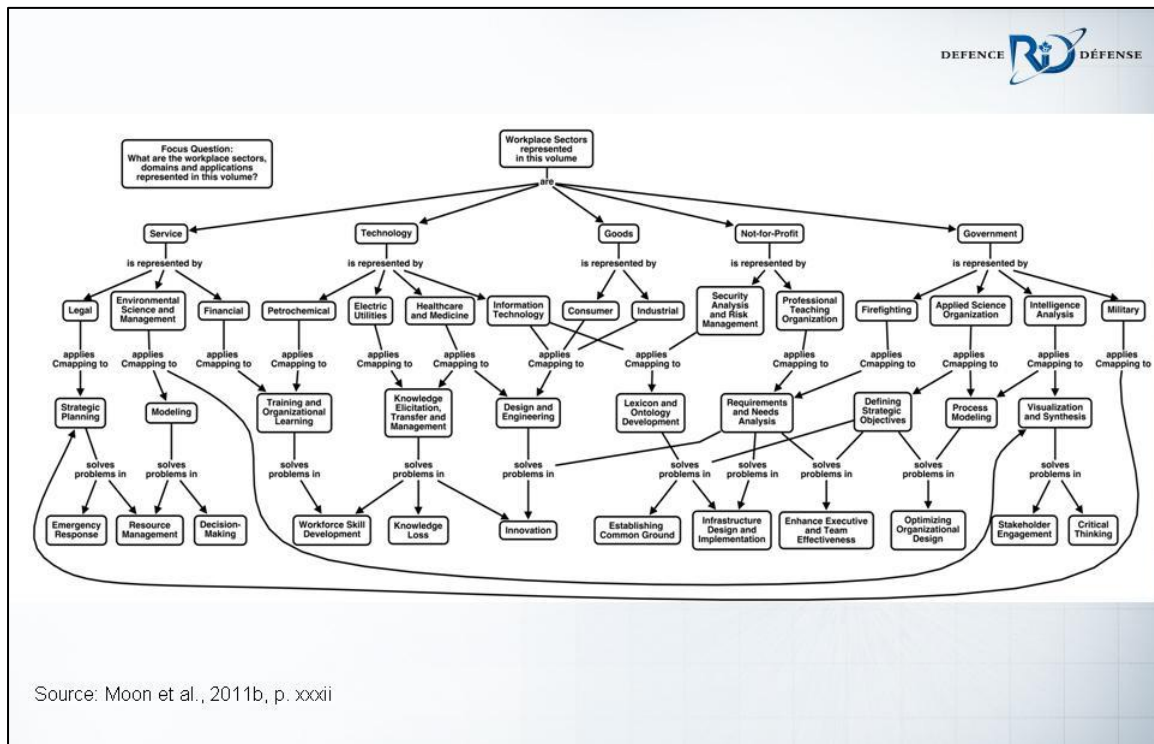 DEFENCE R&D DÉFENSE
Focus Question:
What are the workplace sectors,
domains and applications
represented in this volume?
Workplace Sectors
represented
in this volume
are
Service
Technology
Goods
Not-for-Profit
Government
is represented by
is represented by
is represented by
is represented by
is represented by
Legal
Environmental
Science and
Management
Financial
Petrochemical
Electric
Utilities
Healthcare
and Medicine
Information
Technology
Consumer
Industrial
Security
Analysis
and Risk
Management
Professional
Teaching
Organization
Firefighting
Applied Science
Organization
Intelligence
Analysis
Military
applies
Cmapping to
applies
Cmapping to
applies
Cmapping to
applies
Cmapping to
applies
Cmapping to
applies
Cmapping to
applies
Cmapping to
applies
Cmapping to
applies
Cmapping to
applies
Cmapping to
applies
Cmapping to
applies
Cmapping to
applies
Cmapping to
Strategic
Planning
Modeling
Training and
Organizational
Learning
Knowledge
Elicitation,
Transfer and
Management
Design and
Engineering
Lexicon and
Ontology
Development
Requirements
and Needs
Analysis
Defining
Strategic
Objectives
Process
Modeling
Visualization
and Synthesis
solves
problems in
solves
problems in
solves
problems in
solves
problems in
solves
problems in
solves
problems in
solves
problems in
solves
problems in
solves
problems in
solves
problems in
Emergency
Response
Resource
Management
Decision-
Making
Workforce Skill
Development
Knowledge
Loss
Innovation
Establishing
Common Ground
Infrastructure
Design and
Implementation
Enhance Executive
and Team
Effectiveness
Optimizing
Organizational
Design
Stakeholder
Engagement
Critical
Thinking
Source: Moon et al., 2011b, p. xxxii